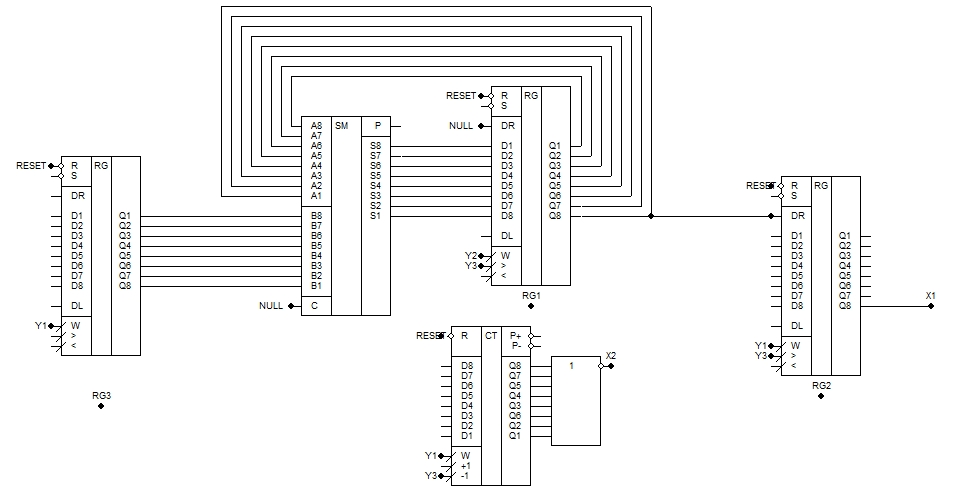 RESET R RG
S
NULL DR
D1 Q1
D2 Q2
D3 Q3
D4 Q4
D5 Q5
D6 Q6
D7 Q7
D8 Q8
DL
Y2 W
Y3 >
<
RG1
A8 SM P
A7
A6 S8
A5 S7
A4 S6
A3 S5
A2 S4
A1 S3
S2
B8 S1
B7
B6
B5
B4
B3
B2
B1
NULL C
RESET R RG
S
DR
D1 Q1
D2 Q2
D3 Q3
D4 Q4
D5 Q5
D6 Q6
D7 Q7
D8 Q8
DL
Y1 W
>
<
RG3
RESET R RG
S
DR
D1 Q1
D2 Q2
D3 Q3
D4 Q4
D5 Q5
D6 Q6
D7 Q7
D8 Q8 X1
DL
Y1 W
Y3 >
<
RG2
RESET R CT P+
P-
D8 Q8
D7 Q7
D6 Q5
D5 Q4
D4 Q3
D3 Q6
D2 Q2
D1 Q1
Y1 W
+1
Y3 -1
1 X2